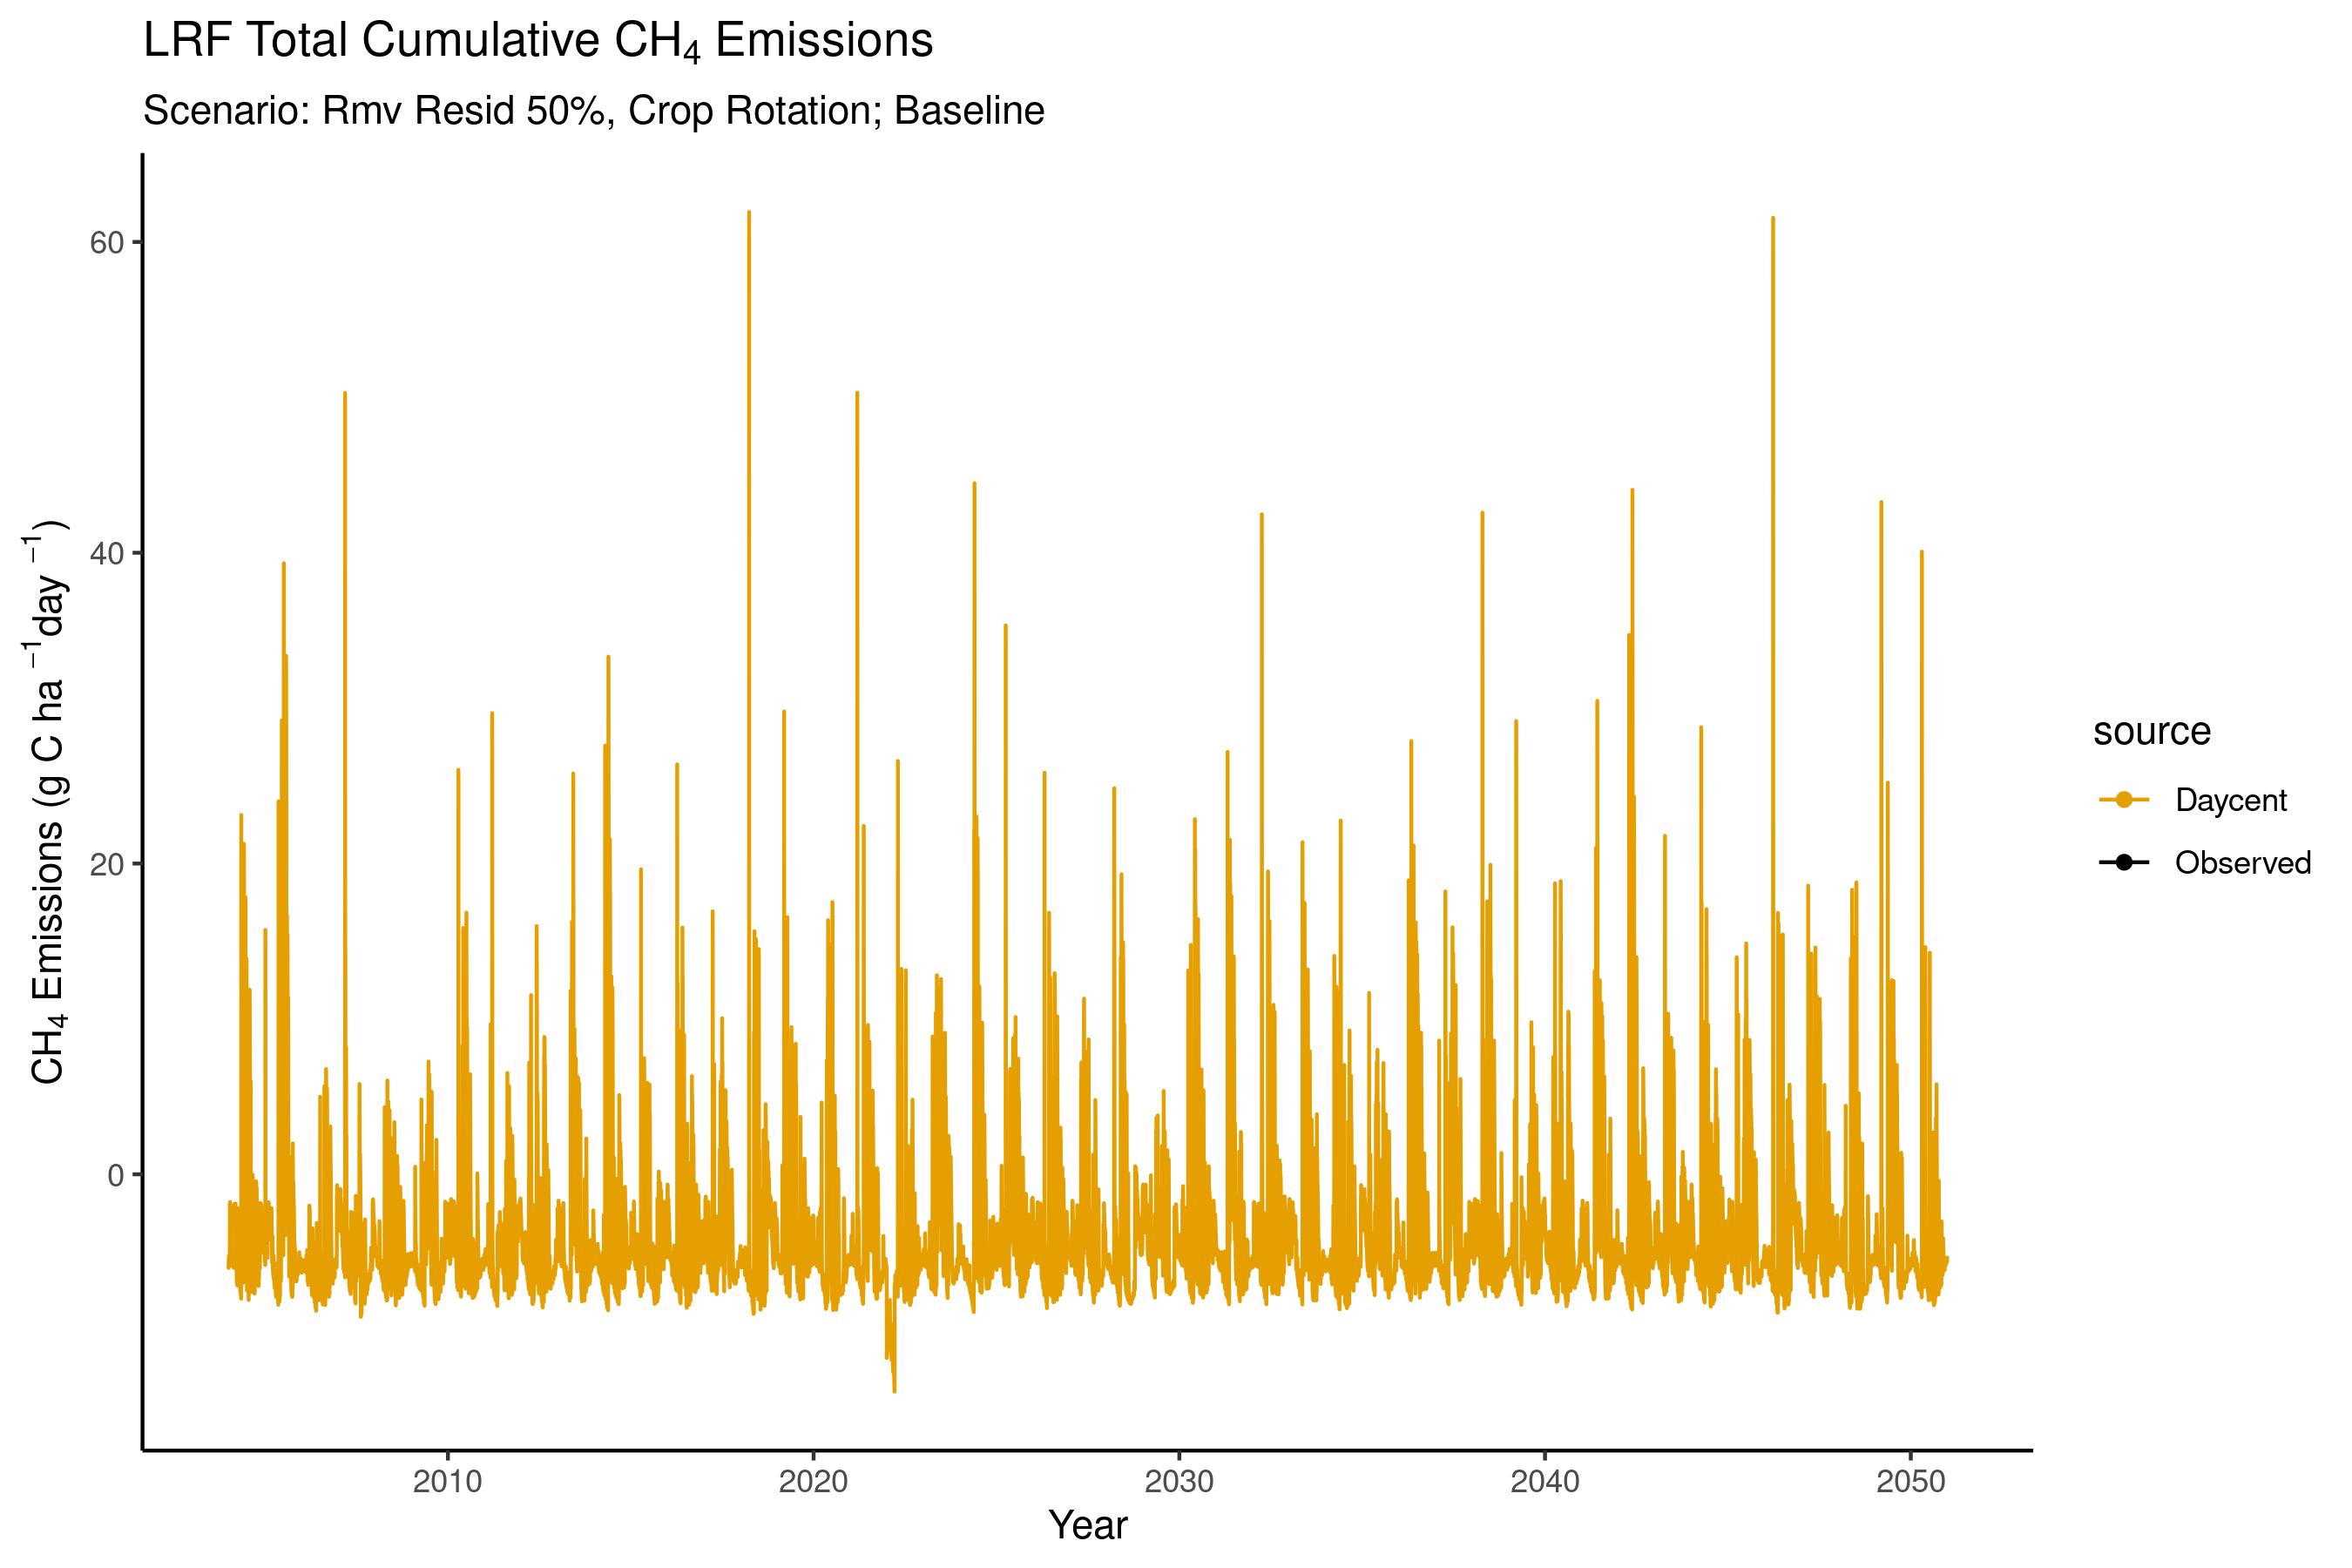 LRF Total Cumulative CH₄ Emissions
Scenario: Rmv Resid 50%, Crop Rotation; Baseline
CH₄ Emissions (g C ha ⁻¹day ⁻¹)
60
40
20
0
2010 2020 2030 2040 2050
Year
source
Daycent
Observed